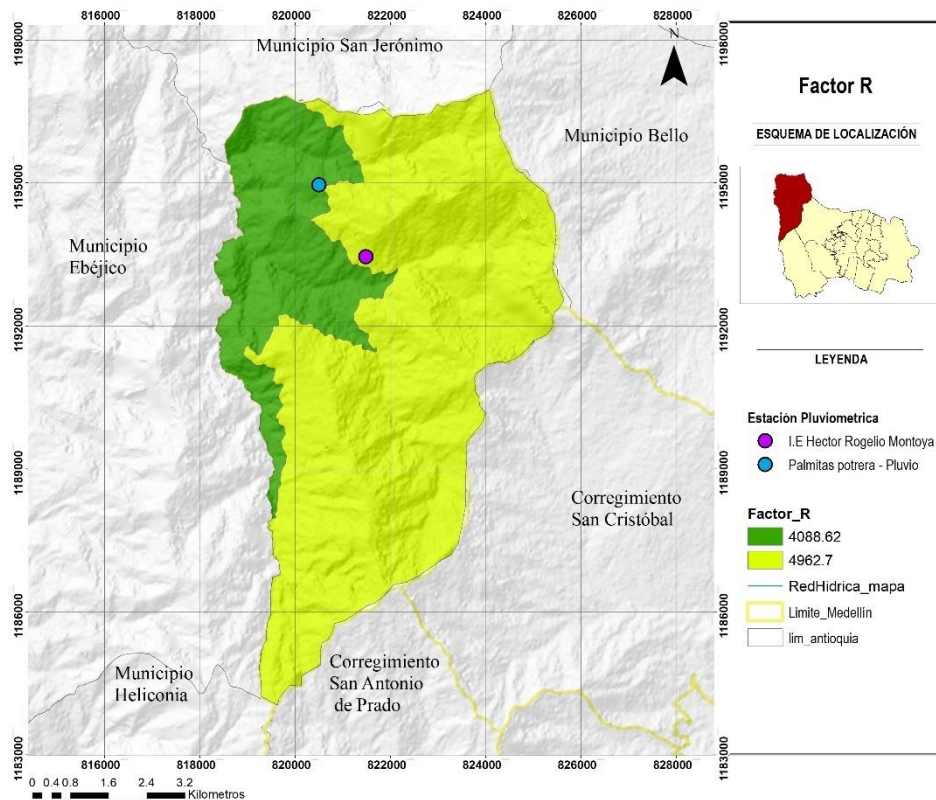 816000 818000 820000 822000 824000 826000 828000
1198000
1195000
1192000
1189000
1186000
1183000
Municipio San Jerónimo
N
Municipio Bello
Municipio
Ebéjico
Corregimiento
San Cristóbal
Municipio
Heliconia
Corregimiento
San Antonio
de Prado
1198000
1195000
1192000
1189000
1186000
1183000
816000 818000 820000 822000 824000 826000 828000
0 0.4 0.8 1.6 2.4 3.2
Kilometros
Factor R
ESQUEMA DE LOCALIZACIÓN
LEYENDA
Estación Pluviometrica
I.E Hector Rogelio Montoya
Palmitas potrera - Pluvio
Factor_R
4088.62
4962.7
RedHidrica_mapa
Limite_Medellín
lim_antioquia